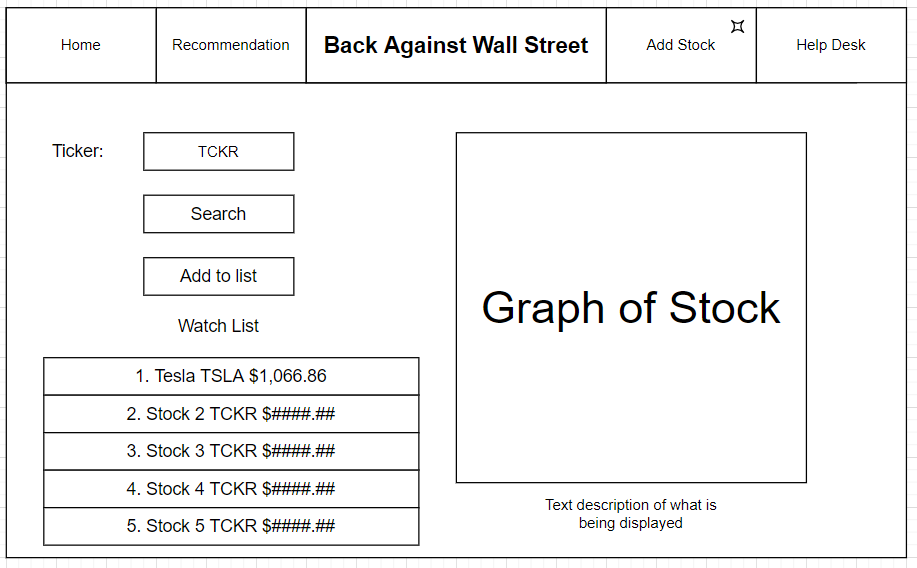 Home
Recommendation
Back Against Wall Street
Add Stock
Help Desk
Ticker:
TCKR
Search
Add to list
Watch List
1. Tesla TSLA $1,066.86
2. Stock 2 TCKR $####.##
3. Stock 3 TCKR $####.##
4. Stock 4 TCKR $####.##
5. Stock 5 TCKR $####.##
Graph of Stock
Text description of what is
being displayed